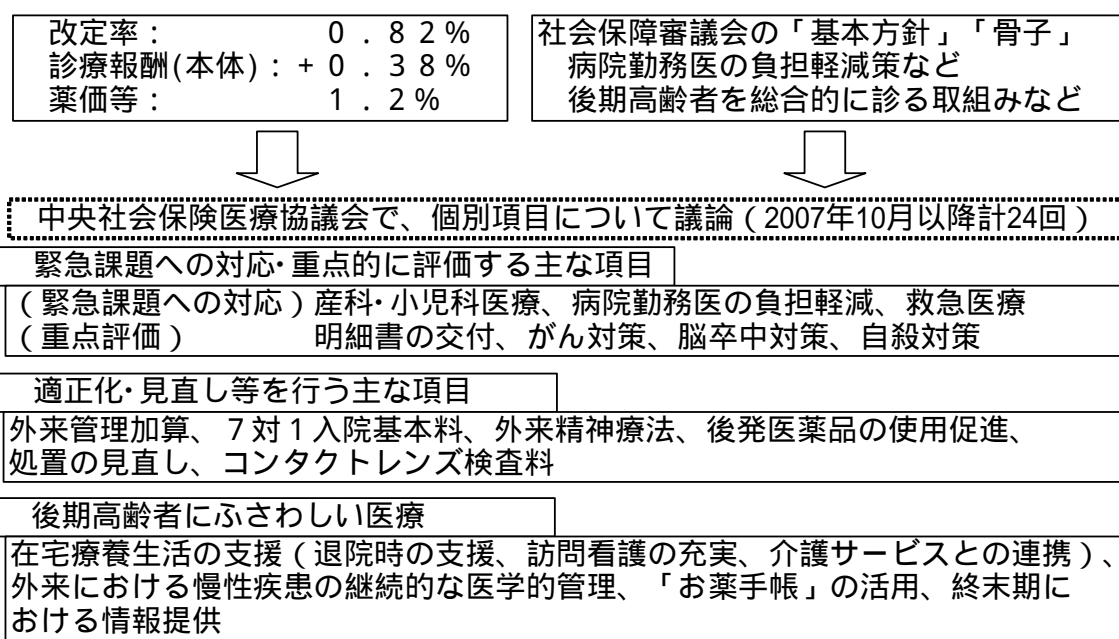 改定率： 0．82%
診療報酬(本体)：+0．38%
薬価等： 1．2%
社会保障審議会の「基本方針」「骨子」
病院勤務医の負担軽減策など
後期高齢者を総合的に診る取組みなど
中央社会保険医療協議会で、個別項目について議論（2007年10月以降計24回）
緊急課題への対応・重点的に評価する主な項目
（緊急課題への対応）産科・小児科医療、病院勤務医の負担軽減、救急医療
（重点評価） 明細書の交付、がん対策、脳卒中対策、自殺対策
適正化・見直し等を行う主な項目
外来管理加算、７対１入院基本料、外来精神療法、後発医薬品の使用促進、
処置の見直し、コンタクトレンズ検査料
後期高齢者にふさわしい医療
在宅療養生活の支援（退院時の支援、訪問看護の充実、介護サービスとの連携）、
外来における慢性疾患の継続的な医学的管理、「お薬手帳」の活用、終末期に
おける情報提供